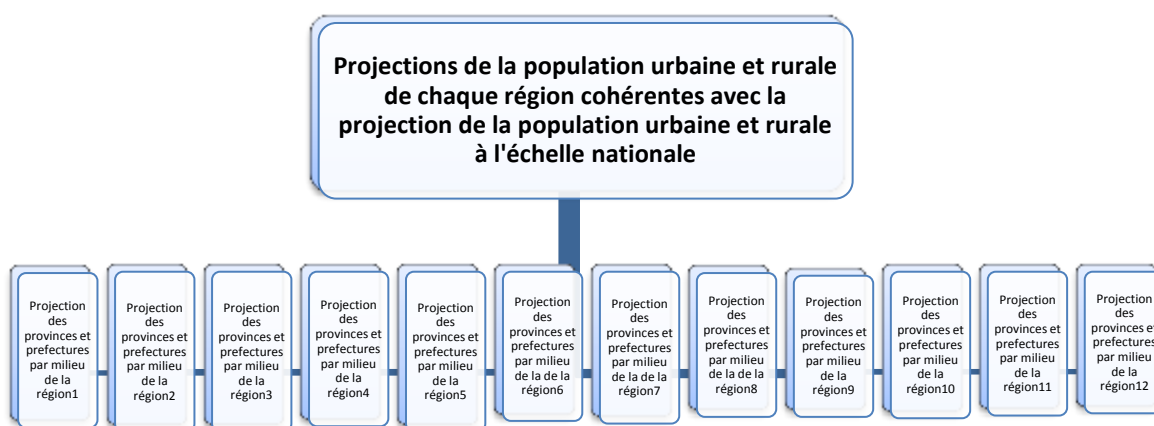 Projections de la population urbaine et rurale
de chaque région cohérentes avec la
projection de la population urbaine et rurale
à l'échelle nationale
Projection
des
provinces et
prefectures
par milieu
de la
région1
Projection
des
provinces et
prefectures
par milieu
de la
région2
Projection
des
provinces et
prefectures
par milieu
de la
région3
Projection
des
provinces et
prefectures
par milieu
de la
région4
Projection
des
provinces et
prefectures
par milieu
de la
région5
Projection
des
provinces et
prefectures
par milieu
de la de la
région6
Projection
des
provinces et
prefectures
par milieu
de la de la
région7
Projection
des
provinces et
prefectures
par milieu
de la de la
région8
Projection
des
provinces et
prefectures
par milieu
de la
région9
Projection
des
provinces et
prefectures
par milieu
de la
région10
Projection
des
provinces et
prefectures
par milieu
de la
région11
Projection
des
provinces et
prefectures
par milieu
de la
région12